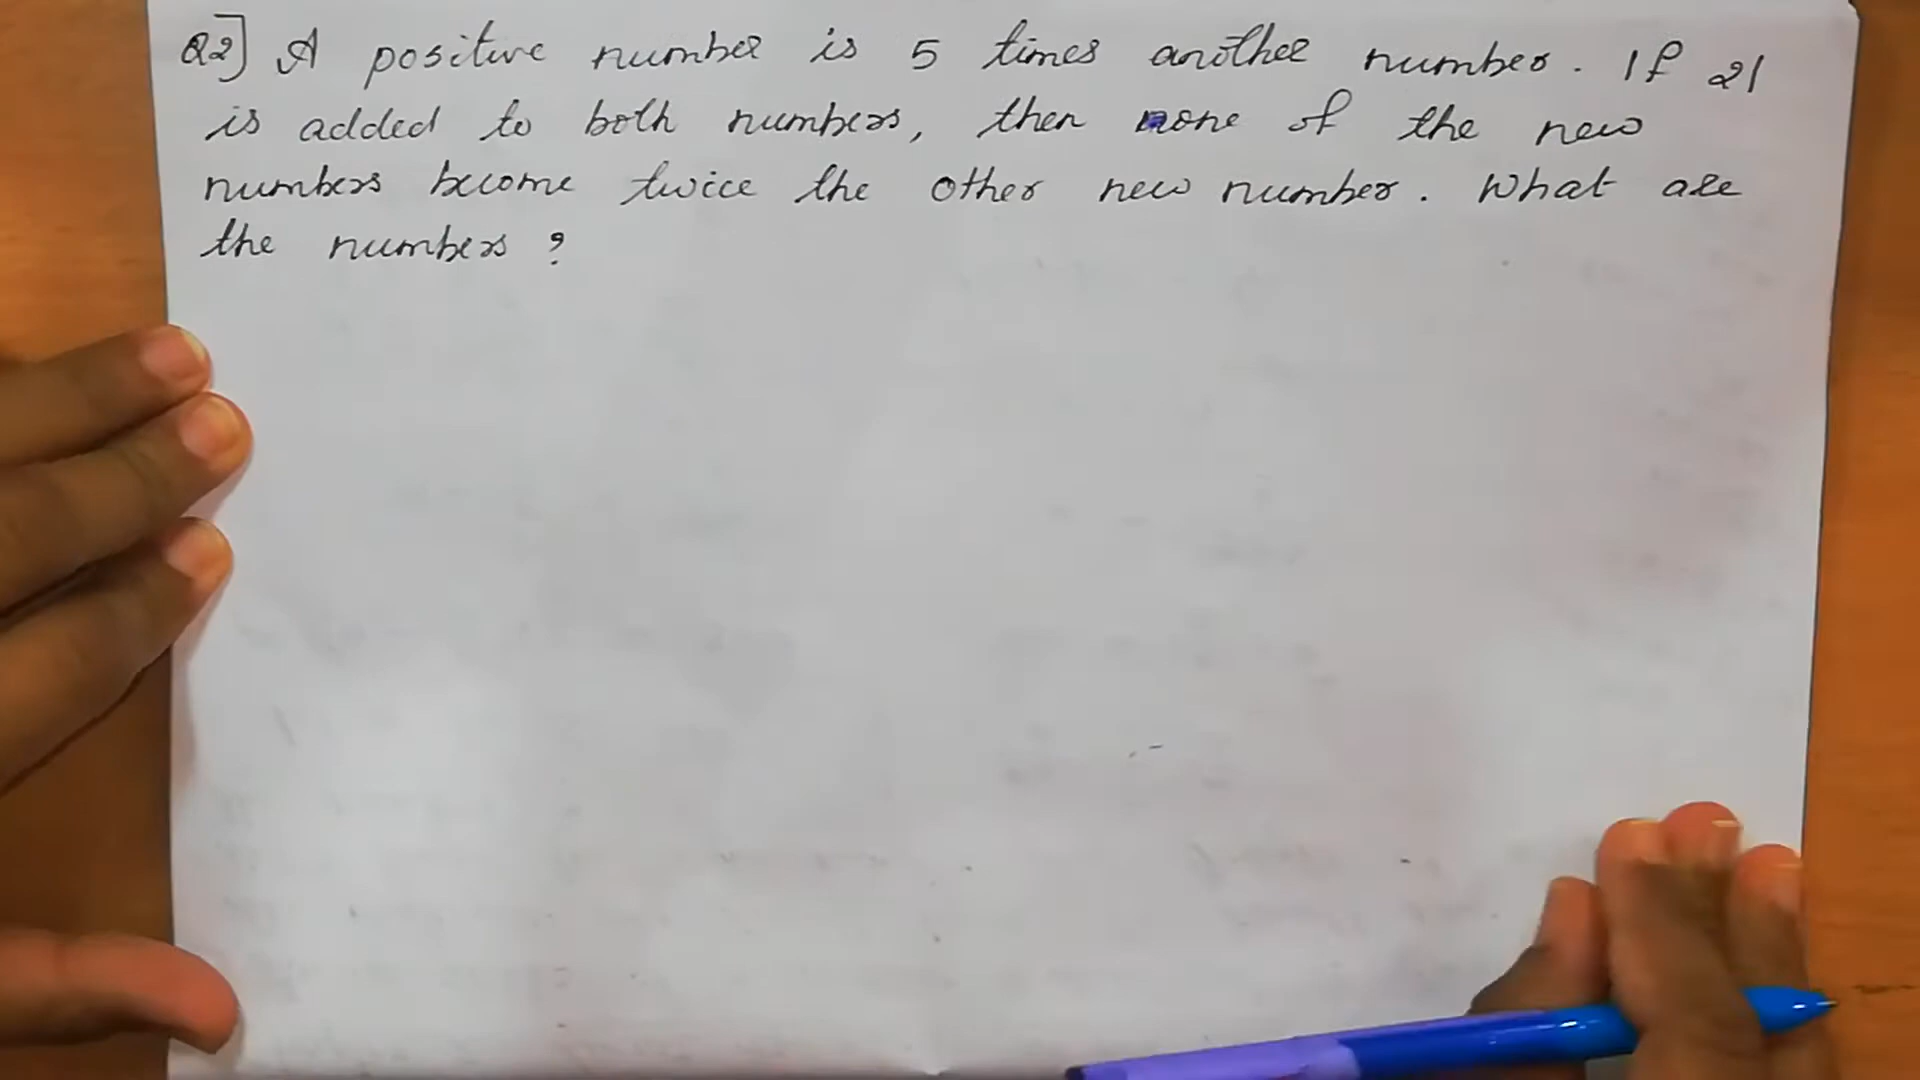 Q2] A positive number is 5 times another number. If 21
is added to both numbers, then one of the new
numbers become twice the other new number. What are
the numbers?